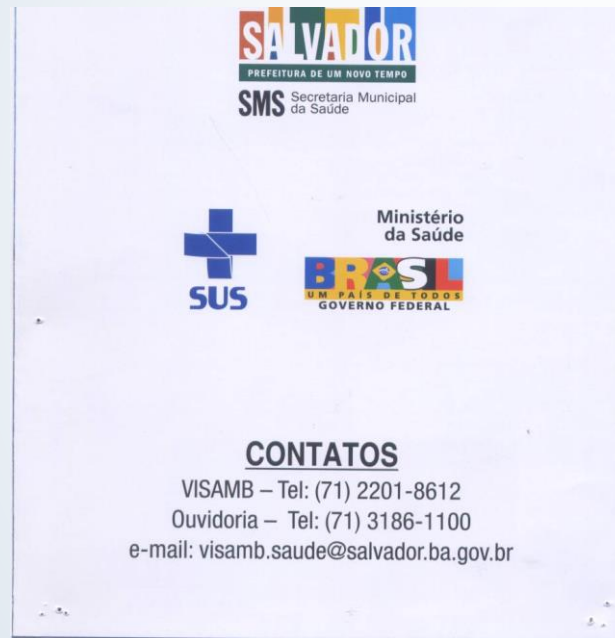 SALVADOR
PREFEITURA DE UM NOVO TEMPO
SMS Secretaria Municipal
da Saúde
SUS
Ministério
da Saúde
BRASIL
UM PAÍS DE TODOS
GOVERNO FEDERAL
CONTATOS
VISAMB – Tel: (71) 2201-8612
Ouvidoria – Tel: (71) 3186-1100
e-mail: visamb.saude@salvador.ba.gov.br